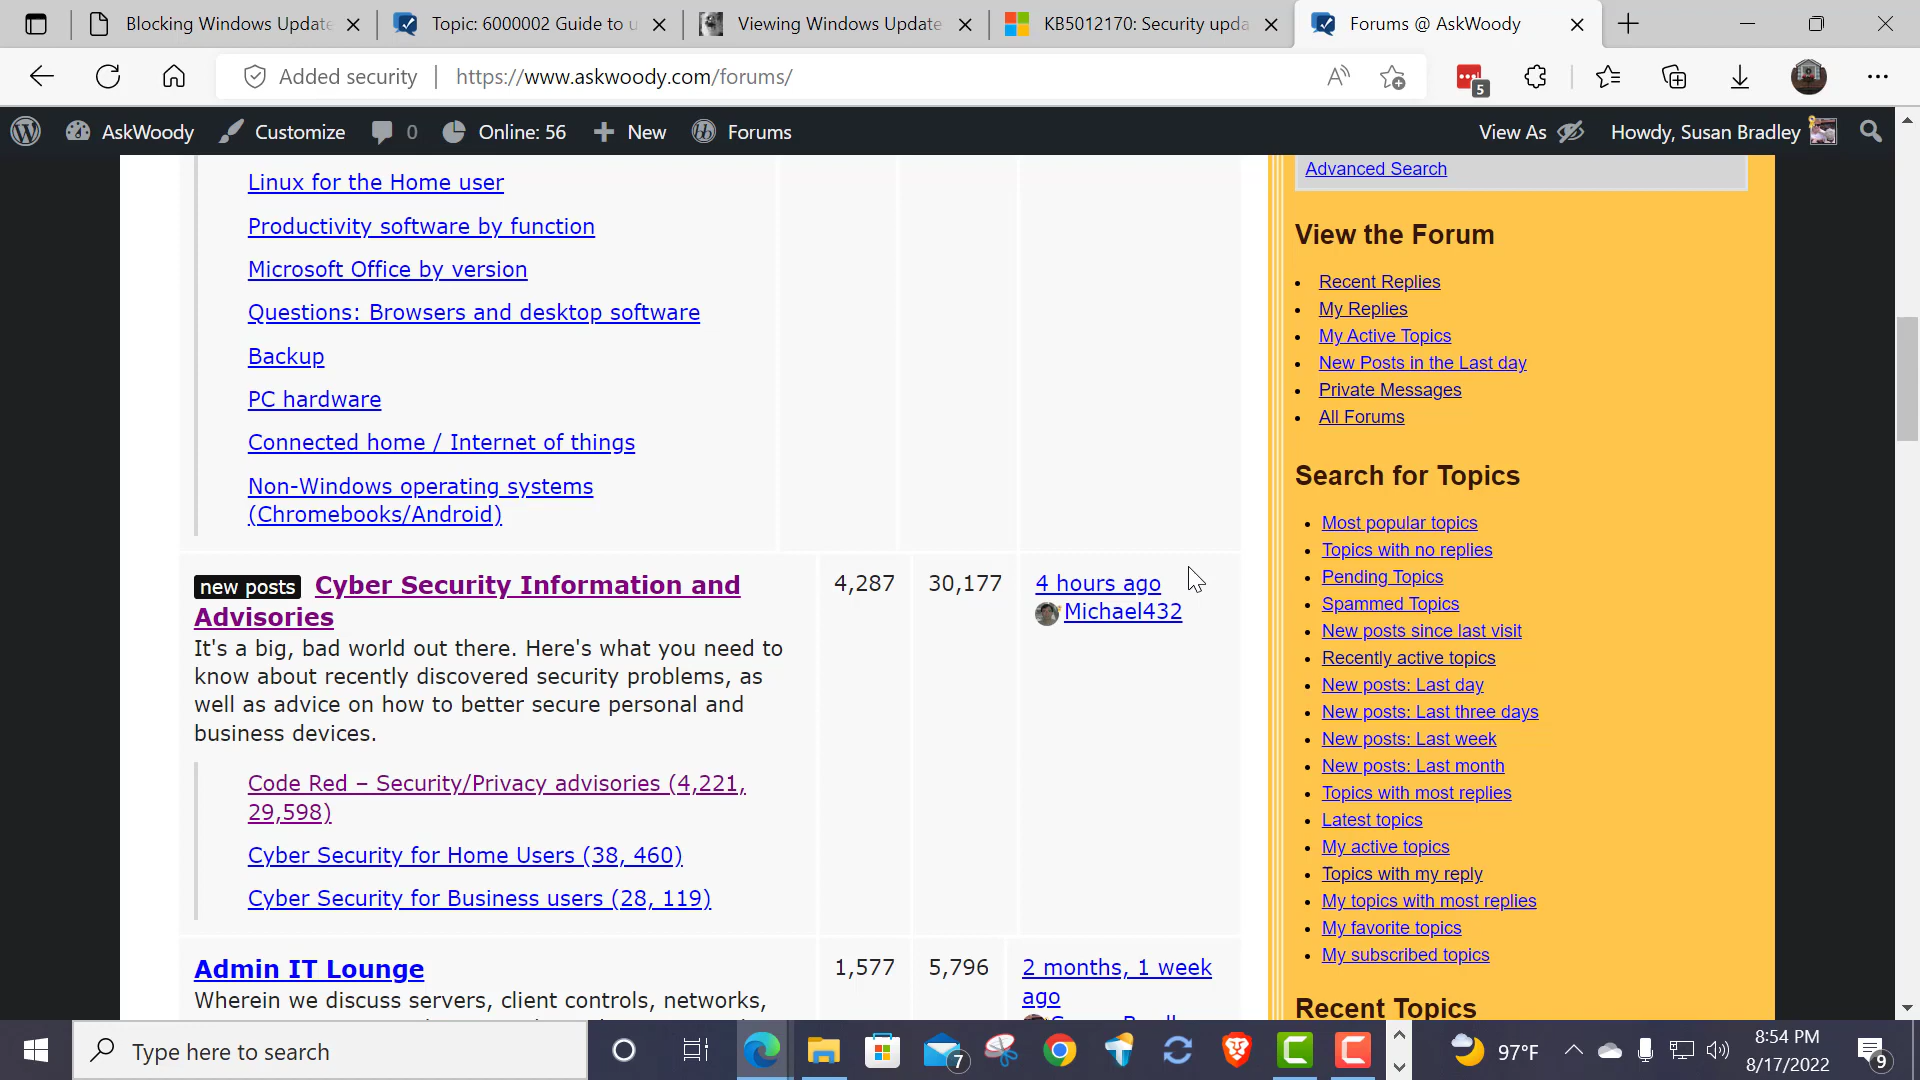 Blocking Windows Update
Topic: 6000002 Guide to u
Viewing Windows Update
KB5012170: Security upda
Forums @ AskWoody
Added security
https://www.askwoody.com/forums/
5
AskWoody
Customize
0
Online: 56
New
Forums
View As
Howdy, Susan Bradley
Linux for the Home user
Productivity software by function
Microsoft Office by version
Questions: Browsers and desktop software
Backup
PC hardware
Connected home / Internet of things
Non-Windows operating systems
(Chromebooks/Android)
new posts Cyber Security Information and
Advisories
It's a big, bad world out there. Here's what you need to
know about recently discovered security problems, as
well as advice on how to better secure personal and
business devices.
4,287
30,177
4 hours ago
Michael432
Code Red – Security/Privacy advisories (4,221,
29,598)
Cyber Security for Home Users (38, 460)
Cyber Security for Business users (28, 119)
Admin IT Lounge
Wherein we discuss servers, client controls, networks,
1,577
5,796
2 months, 1 week
ago
Advanced Search
View the Forum
Recent Replies
My Replies
My Active Topics
New Posts in the Last day
Private Messages
All Forums
Search for Topics
Most popular topics
Topics with no replies
Pending Topics
Spammed Topics
New posts since last visit
Recently active topics
New posts: Last day
New posts: Last three days
New posts: Last week
New posts: Last month
Topics with most replies
Latest topics
My active topics
Topics with my reply
My topics with most replies
My favorite topics
My subscribed topics
Recent Topics
Type here to search
7
97°F
8:54 PM
8/17/2022
9